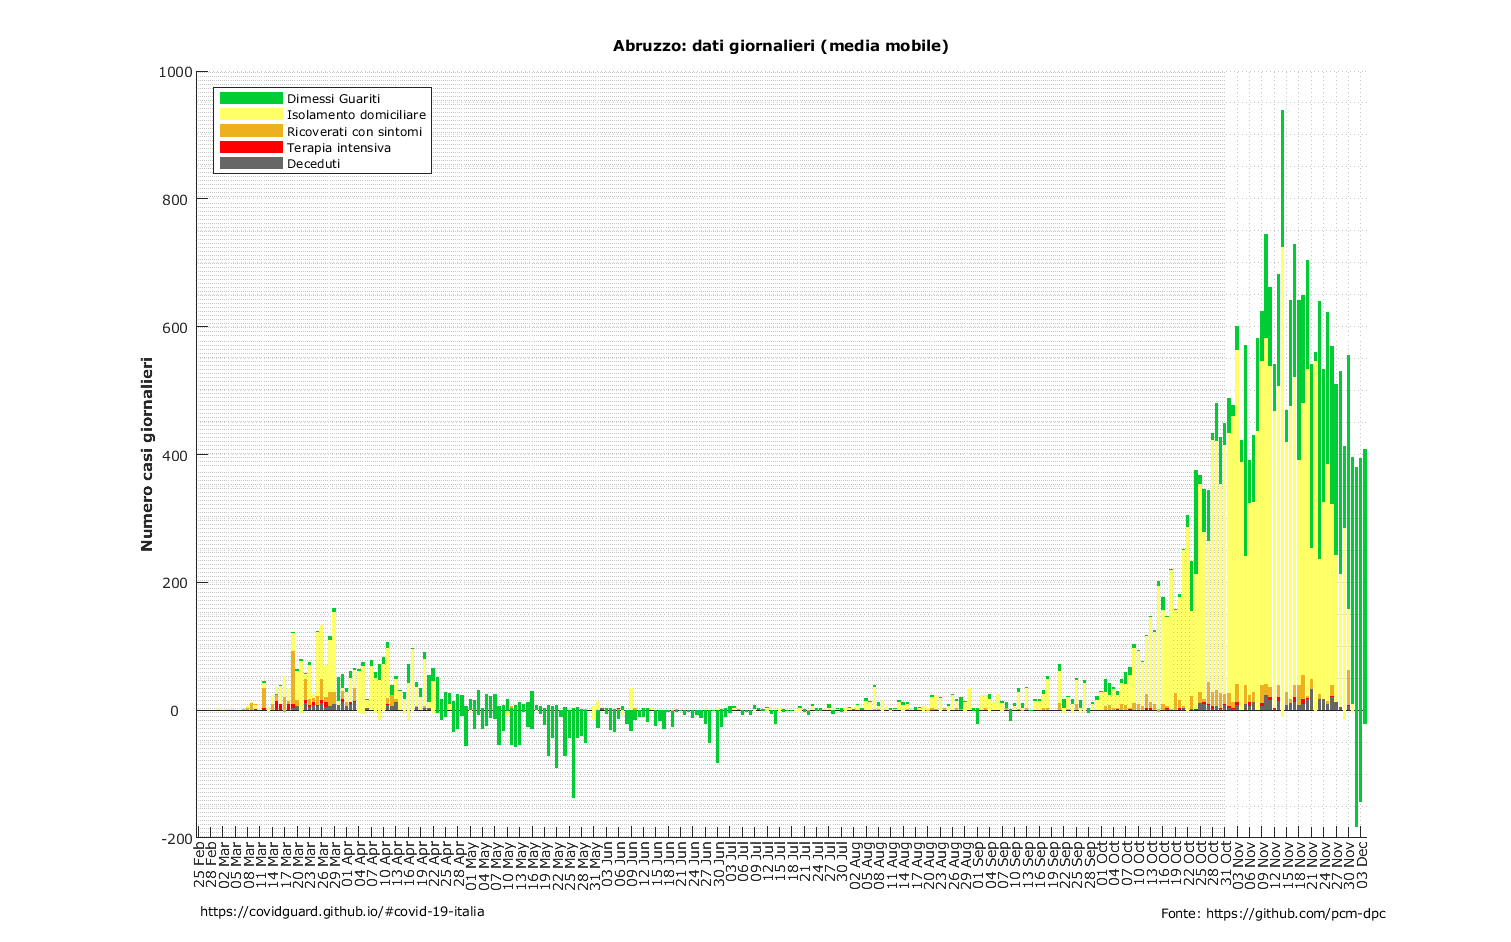 Abruzzo: dati giornalieri (media mobile)
1000
800
600
400
200
0
-200
Numero casi giornalieri
Dimessi Guariti
Isolamento domiciliare
Ricoverati con sintomi
Terapia intensiva
Deceduti
25 Feb
28 Feb
02 Mar
05 Mar
08 Mar
11 Mar
14 Mar
17 Mar
20 Mar
23 Mar
26 Mar
29 Mar
01 Apr
04 Apr
07 Apr
10 Apr
13 Apr
16 Apr
19 Apr
22 Apr
25 Apr
28 Apr
01 May
04 May
07 May
10 May
13 May
16 May
19 May
22 May
25 May
28 May
31 May
03 Jun
06 Jun
09 Jun
12 Jun
15 Jun
18 Jun
21 Jun
24 Jun
27 Jun
30 Jun
03 Jul
06 Jul
09 Jul
12 Jul
15 Jul
18 Jul
21 Jul
24 Jul
27 Jul
30 Jul
02 Aug
05 Aug
08 Aug
11 Aug
14 Aug
17 Aug
20 Aug
23 Aug
26 Aug
29 Aug
01 Sep
04 Sep
07 Sep
10 Sep
13 Sep
16 Sep
19 Sep
22 Sep
25 Sep
28 Sep
01 Oct
04 Oct
07 Oct
10 Oct
13 Oct
16 Oct
19 Oct
22 Oct
25 Oct
28 Oct
31 Oct
03 Nov
06 Nov
09 Nov
12 Nov
15 Nov
18 Nov
21 Nov
24 Nov
27 Nov
30 Nov
03 Dec
https://covidguard.github.io/#covid-19-italia
Fonte: https://github.com/pcm-dpc